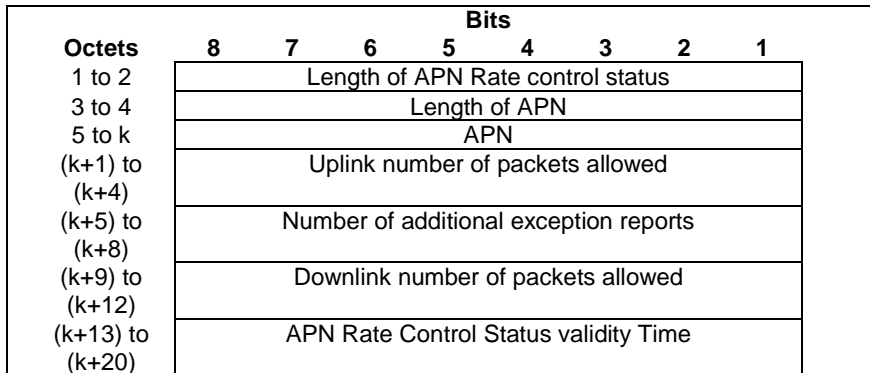 Bits
Octets 8 7 6 5 4 3 2 1
1 to 2 Length of APN Rate control status
3 to 4 Length of APN
5 to k APN
(k+1) to Uplink number of packets allowed
(k+4)
(k+5) to Number of additional exception reports
(k+8)
(k+9) to Downlink number of packets allowed
(k+12)
(k+13) to APN Rate Control Status validity Time
(k+20)